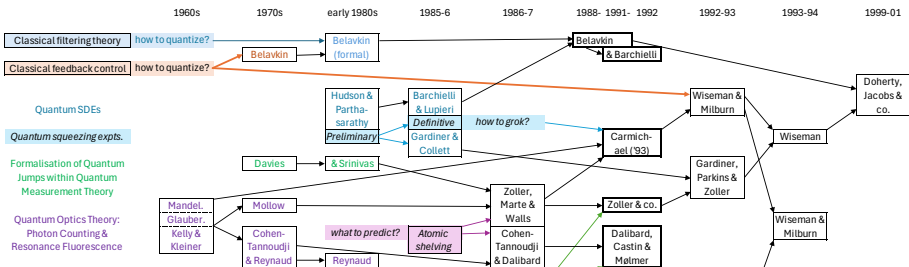 1960s 1970s early 1980s 1985-6 1986-7 1988- 1991- 1992 1992-93 1993-94 1999-01
Classical filtering theory how to quantize? Belavkin (formal)
Belavkin
& Barchielli
Classical feedback control how to quantize? Belavkin
Doherty,
Jacobs &
co.
Quantum SDEs
Hudson &
Partha-
sarathy
Preliminary
Barchielli
& Lupieri
Definitive
Gardiner &
Collett
how to grok?
Wiseman &
Milburn
Quantum squeezing expts.
Carmich-
ael ('93)
Wiseman
Formalisation of Quantum
Jumps within Quantum
Measurement Theory
Davies & Srinivas
Gardiner,
Parkins &
Zoller
Quantum Optics Theory:
Photon Counting &
Resonance Fluorescence
Mandel.
Glauber.
Kelly &
Kleiner
Mollow
Cohen-
Tannoudji
& Reynaud
Reynaud
what to predict?
Atomic
shelving
Zoller,
Marte &
Walls
Cohen-
Tannoudji
& Dalibard
Zoller & co.
Dalibard,
Castin &
Mølmer
Wiseman &
Milburn